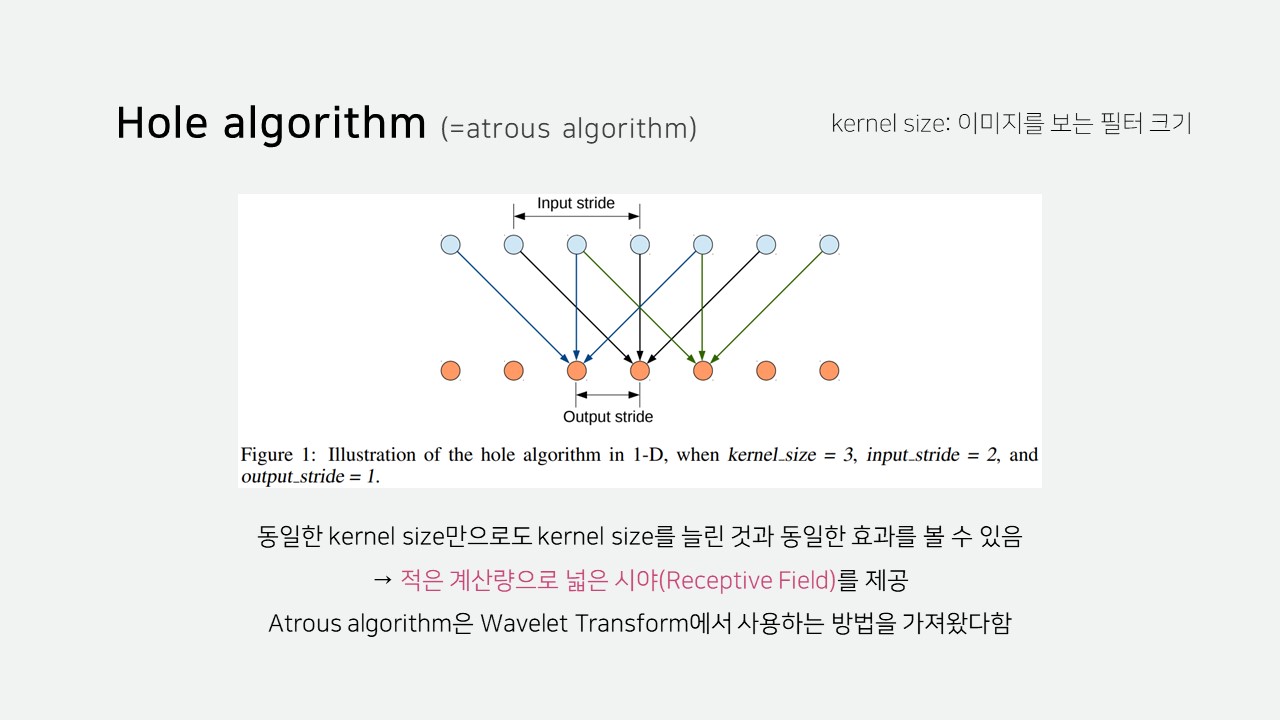 Hole algorithm (=atrous algorithm)
kernel size: 이미지를 보는 필터 크기
Input stride
Output stride
Figure 1: Illustration of the hole algorithm in 1-D, when kernel_size = 3, input_stride = 2, and
output_stride = 1.
동일한 kernel size만으로도 kernel size를 늘린 것과 동일한 효과를 볼 수 있음
→ 적은 계산량으로 넓은 시야(Receptive Field)를 제공
Atrous algorithm은 Wavelet Transform에서 사용하는 방법을 가져왔다함